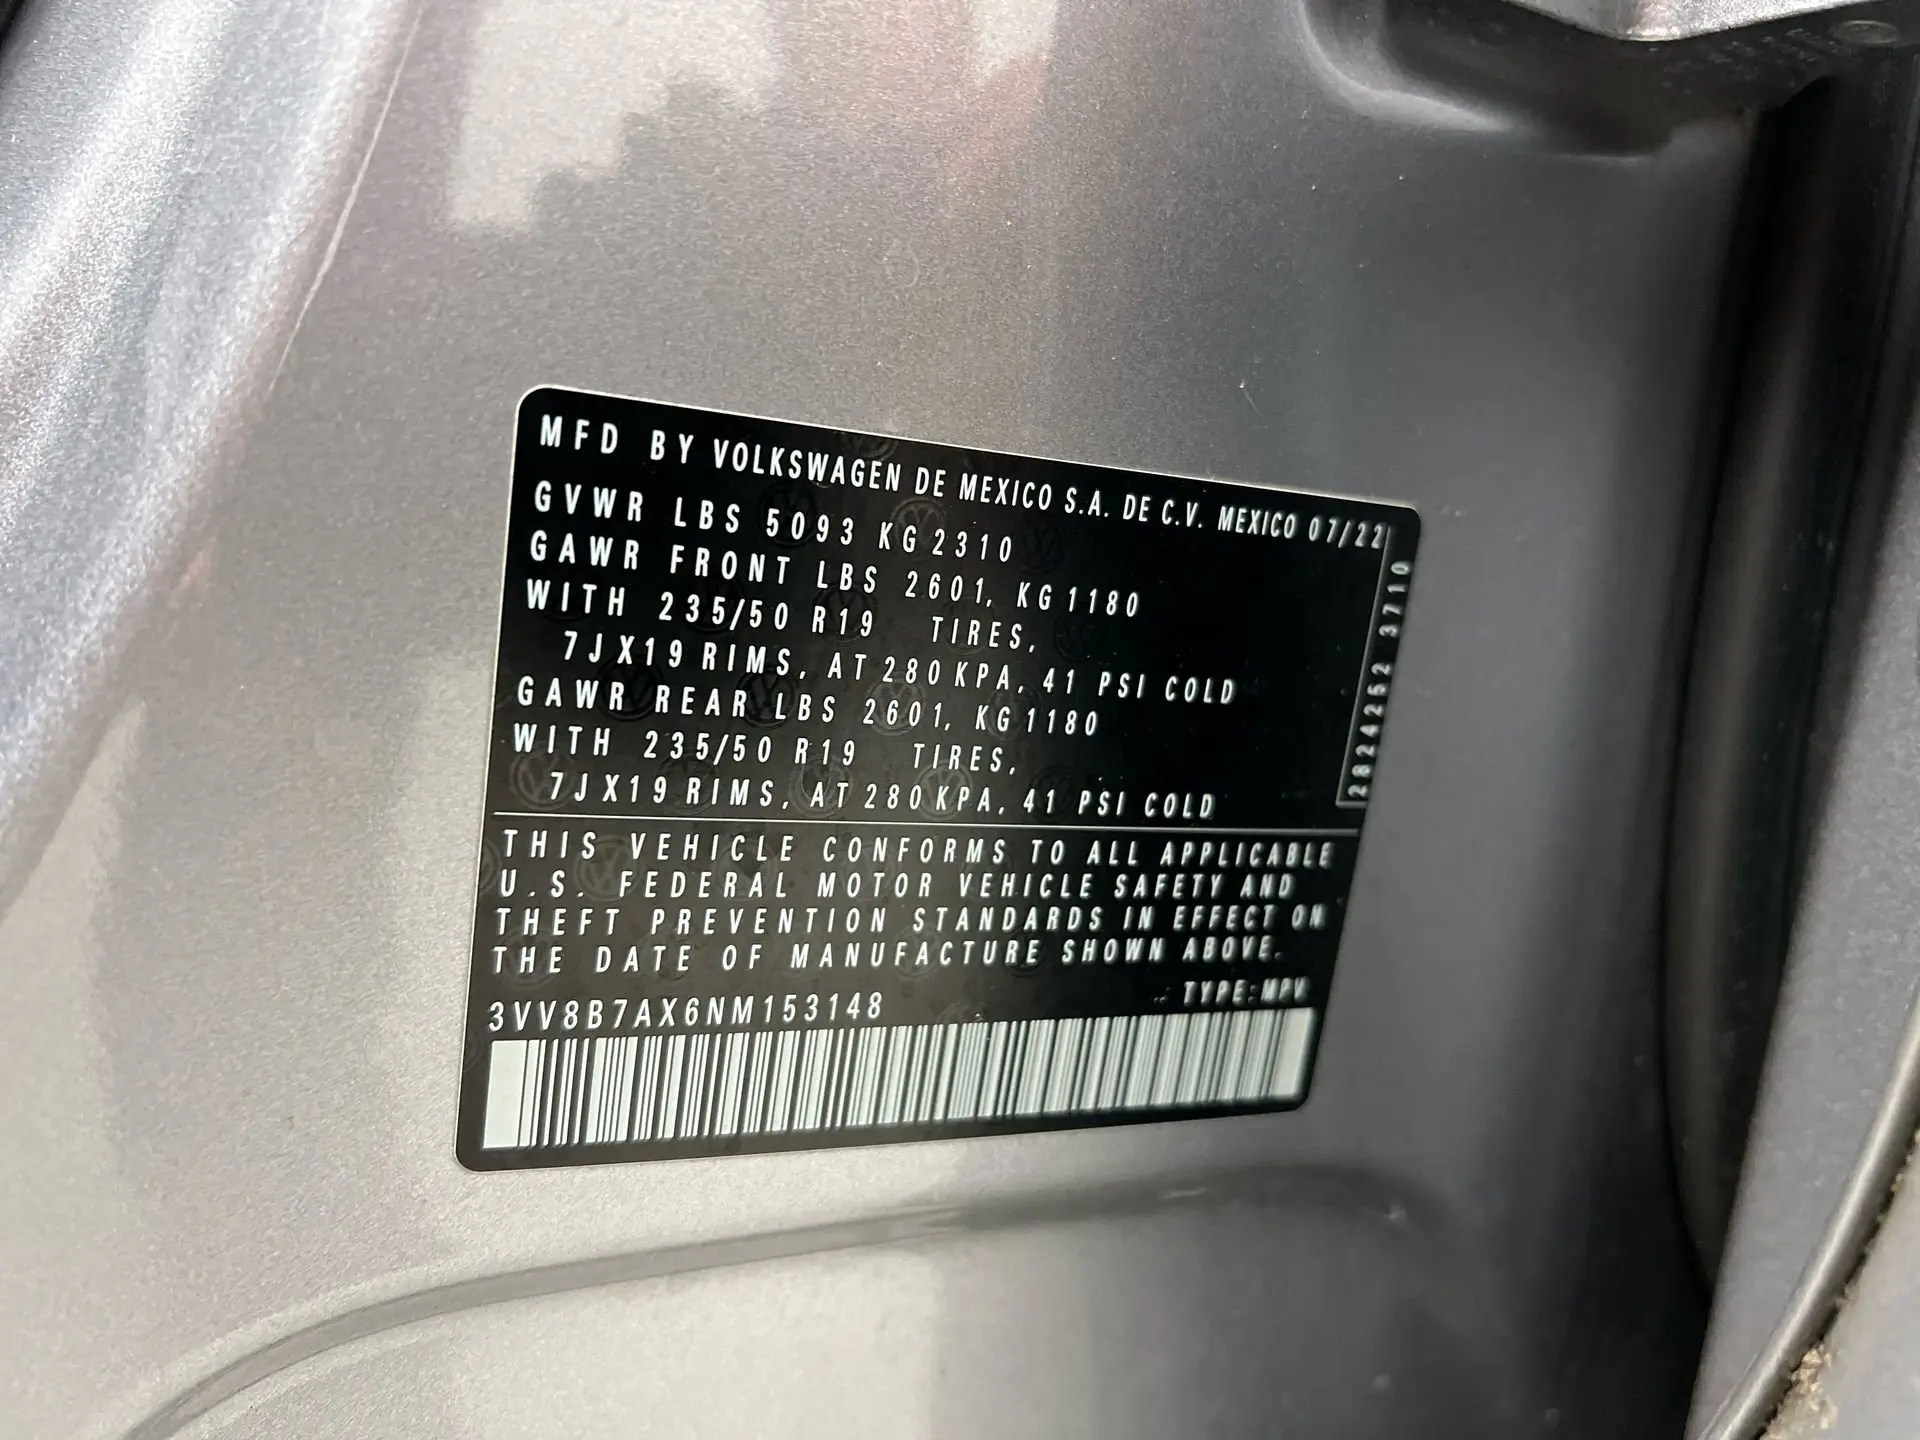 MFD BY VOLKSWAGEN DE MEXICO S.A. DE C.V. MEXICO 07/22
GVWR LBS 5093 KG 2310
GAWR FRONT LBS 2601, KG 1180
WITH 235/50 R19 TIRES,
7JX19 RIMS, AT 280 KPA, 41 PSI COLD
GAWR REAR LBS 2601, KG 1180
WITH 235/50 R19 TIRES,
7JX19 RIMS, AT 280 KPA, 41 PSI COLD
2824252 3710
THIS VEHICLE CONFORMS TO ALL APPLICABLE
U.S. FEDERAL MOTOR VEHICLE SAFETY AND
THEFT PREVENTION STANDARDS IN EFFECT ON
THE DATE OF MANUFACTURE SHOWN ABOVE.
TYPE:MPV
3VV8B7AX6NM153148